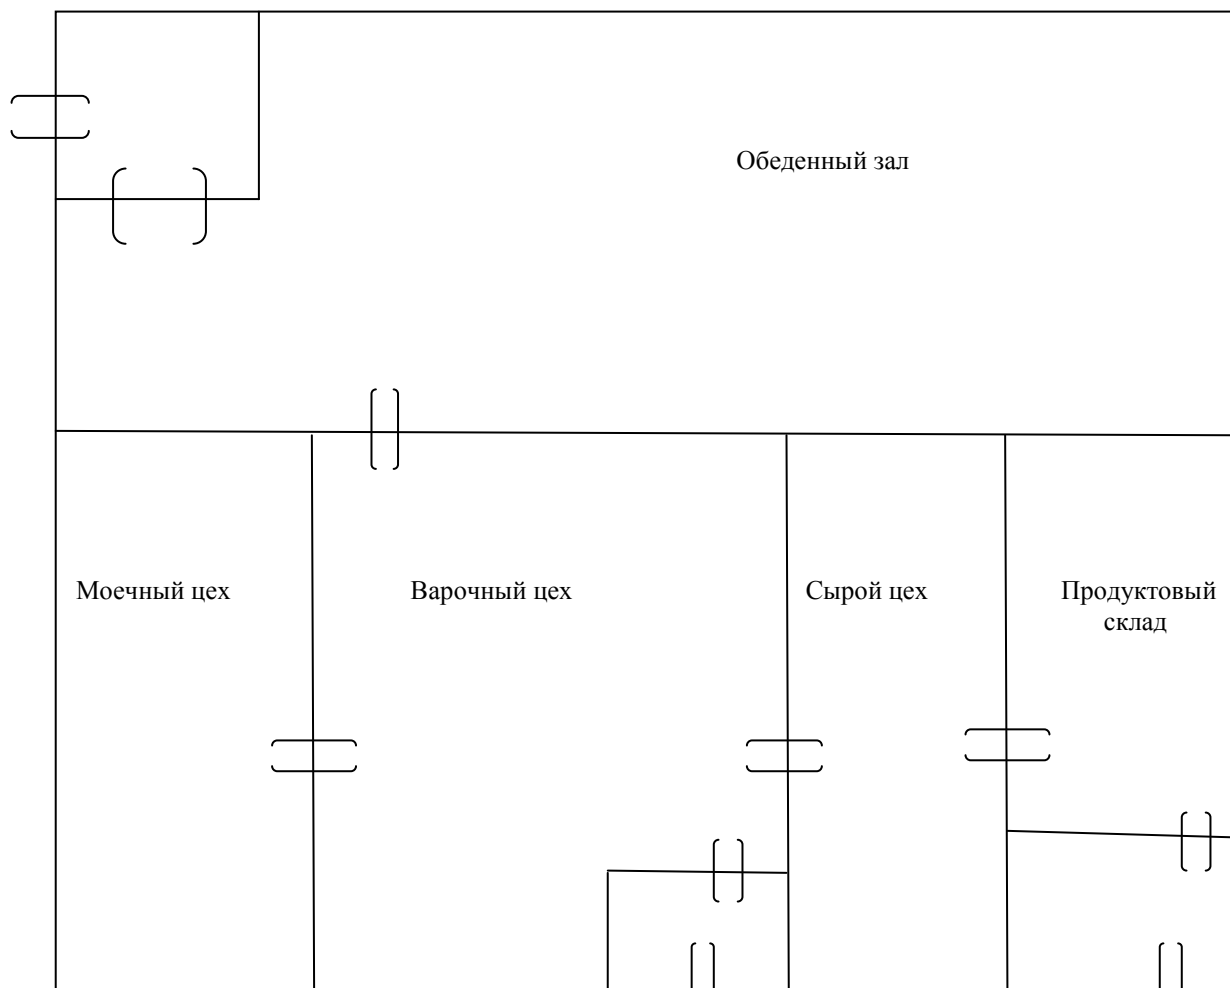 Обеденный зал
Моечный цех
Варочный цех
Сырой цех
Продуктовый
склад